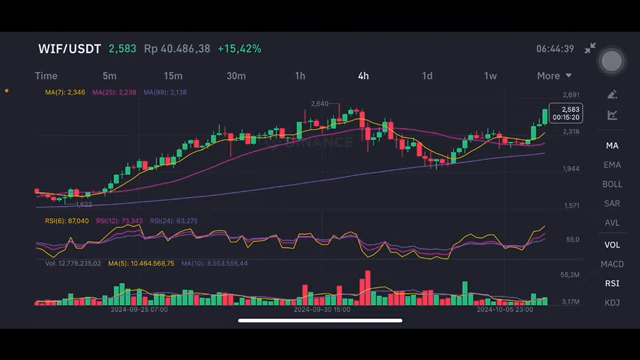 WIF/USDT 2,583 Rp 40.486,38 +15,42% 06:44:39
Time 5m 15m 30m 1h 4h 1d 1w More
MA(7): 2,346 MA(25): 2,238 MA(89): 2,138
2,691
2,640
2,583
00:15:20
2,318
BINANCE
1,944
1,622
1,571
MA
EMA
BOLL
SAR
AVL
VOL
MACD
RSI
KDJ
RSI(6): 87,040 RSI(12): 73,343 RSI(24): 63,275
55,0
Vol: 12.778.235,02 MA(5): 10.464.568,75 MA(10): 8.553.555,44
55,2M
3,17M
2024-09-25 07:00 2024-09-30 15:00 2024-10-05 23:00